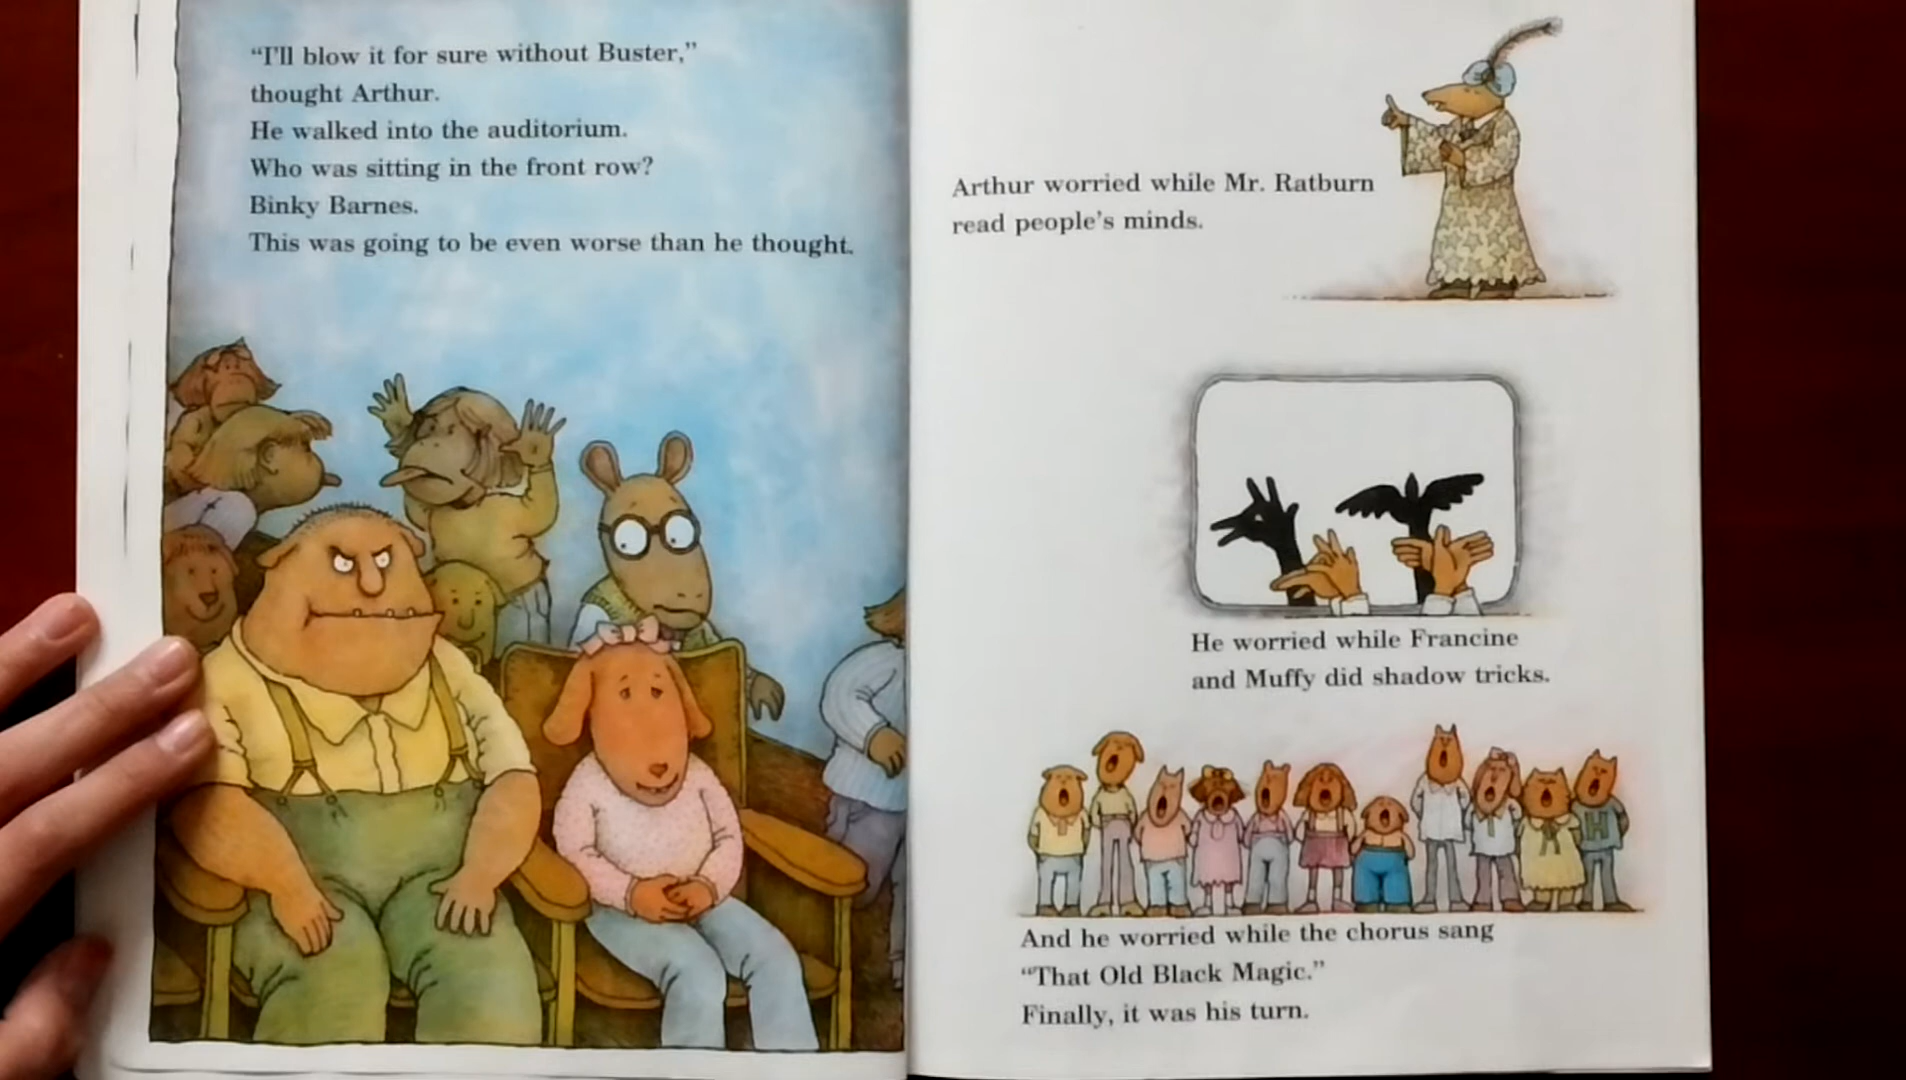 “I’ll blow it for sure without Buster,”
thought Arthur.
He walked into the auditorium.
Who was sitting in the front row?
Binky Barnes.
This was going to be even worse than he thought.
Arthur worried while Mr. Ratburn
read people’s minds.
He worried while Francine
and Muffy did shadow tricks.
H
And he worried while the chorus sang
“That Old Black Magic.”
Finally, it was his turn.